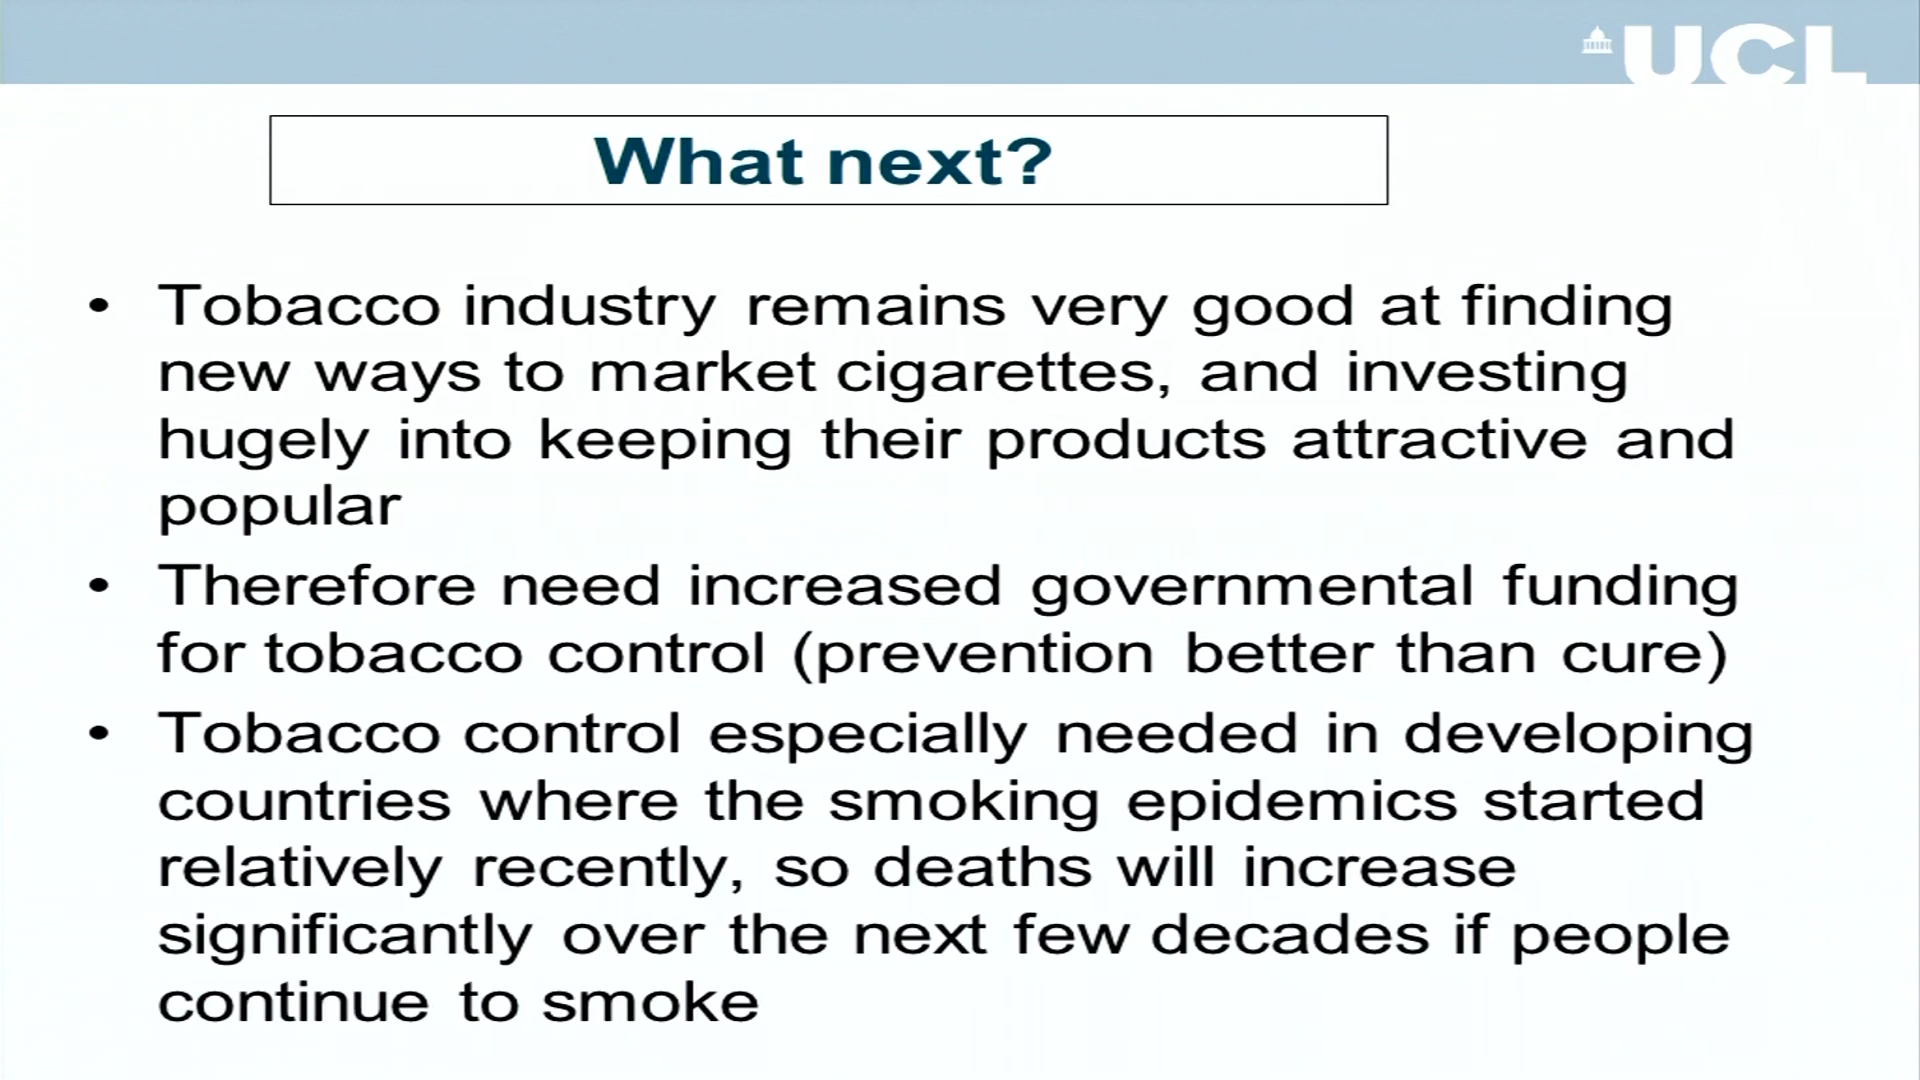 UCL
What next?
• Tobacco industry remains very good at finding
new ways to market cigarettes, and investing
hugely into keeping their products attractive and
popular
• Therefore need increased governmental funding
for tobacco control (prevention better than cure)
• Tobacco control especially needed in developing
countries where the smoking epidemics started
relatively recently, so deaths will increase
significantly over the next few decades if people
continue to smoke